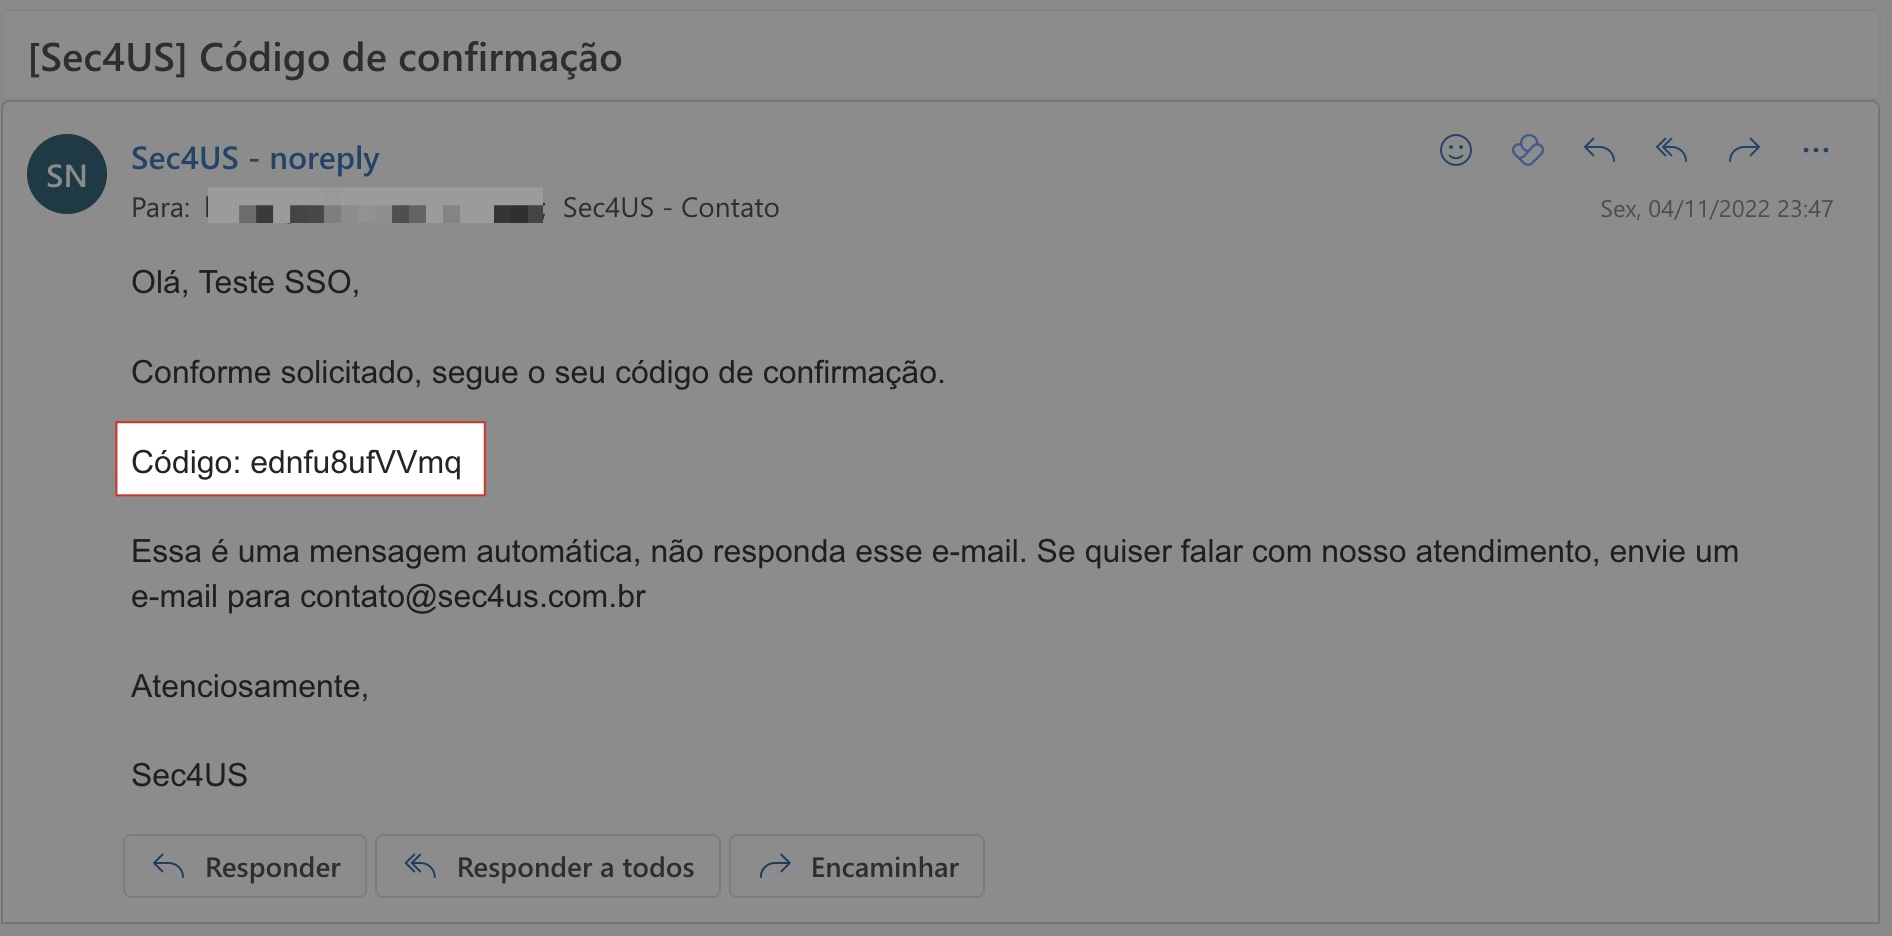 [Sec4US] Código de confirmação
SN
Sec4US - noreply
Para: Sec4US - Contato
Sex, 04/11/2022 23:47
Olá, Teste SSO,
Conforme solicitado, segue o seu código de confirmação.
Código: ednfu8ufVVmq
Essa é uma mensagem automática, não responda esse e-mail. Se quiser falar com nosso atendimento, envie um
e-mail para contato@sec4us.com.br
Atenciosamente,
Sec4US
Responder
Responder a todos
Encaminhar